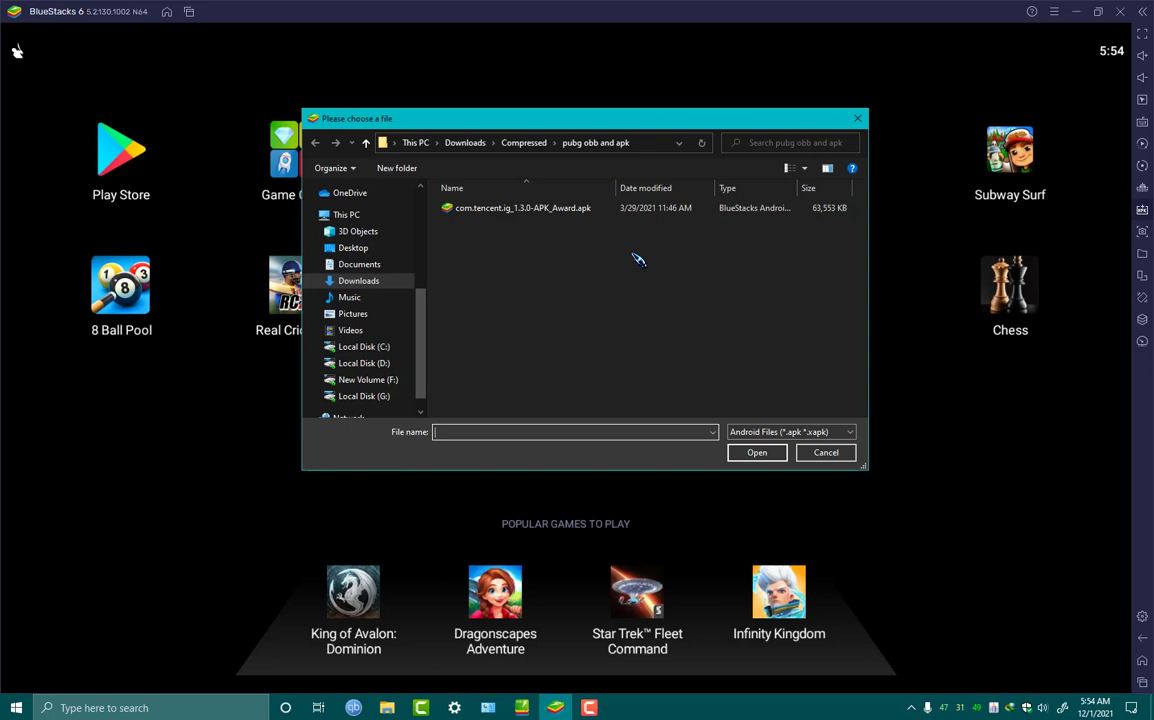 BlueStacks 6 5.2.130.1002 N64
5:54
Play Store
Game C
Subway Surf
8 Ball Pool
Real Cri
Chess
Please choose a file
This PC > Downloads > Compressed > pubg obb and apk
Search pubg obb and apk
Organize
New folder
Name
Date modified
Type
Size
com.tencent.ig_1.3.0-APK_Award.apk
3/29/2021 11:46 AM
BlueStacks Androi...
63,553 KB
OneDrive
This PC
3D Objects
Desktop
Documents
Downloads
Music
Pictures
Videos
Local Disk (C:)
Local Disk (D:)
New Volume (F:)
Local Disk (G:)
Network
File name:
Android Files (*.apk *.xapk)
Open
Cancel
POPULAR GAMES TO PLAY
King of Avalon:
Dominion
Dragonscapes
Adventure
Star Trek™ Fleet
Command
Infinity Kingdom
Type here to search
47 31 49
5:54 AM
12/1/2021